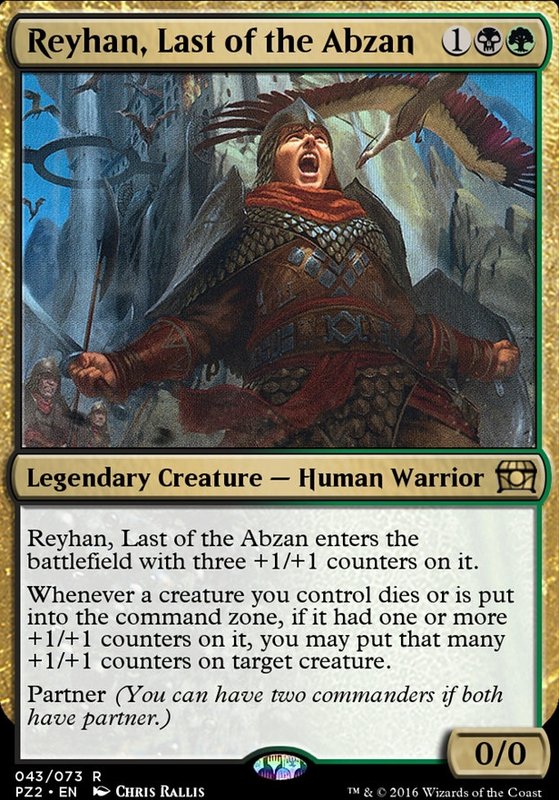 Reyhan, Last of the Abzan 1
Legendary Creature — Human Warrior
Reyhan, Last of the Abzan enters the
battlefield with three +1/+1 counters on it.
Whenever a creature you control dies or is put
into the command zone, if it had one or more
+1/+1 counters on it, you may put that many
+1/+1 counters on target creature.
Partner (You can have two commanders if both
have partner.)
0/0
043/073 R
PZ2 • EN Chris Rallis
™ & © 2016 Wizards of the Coast